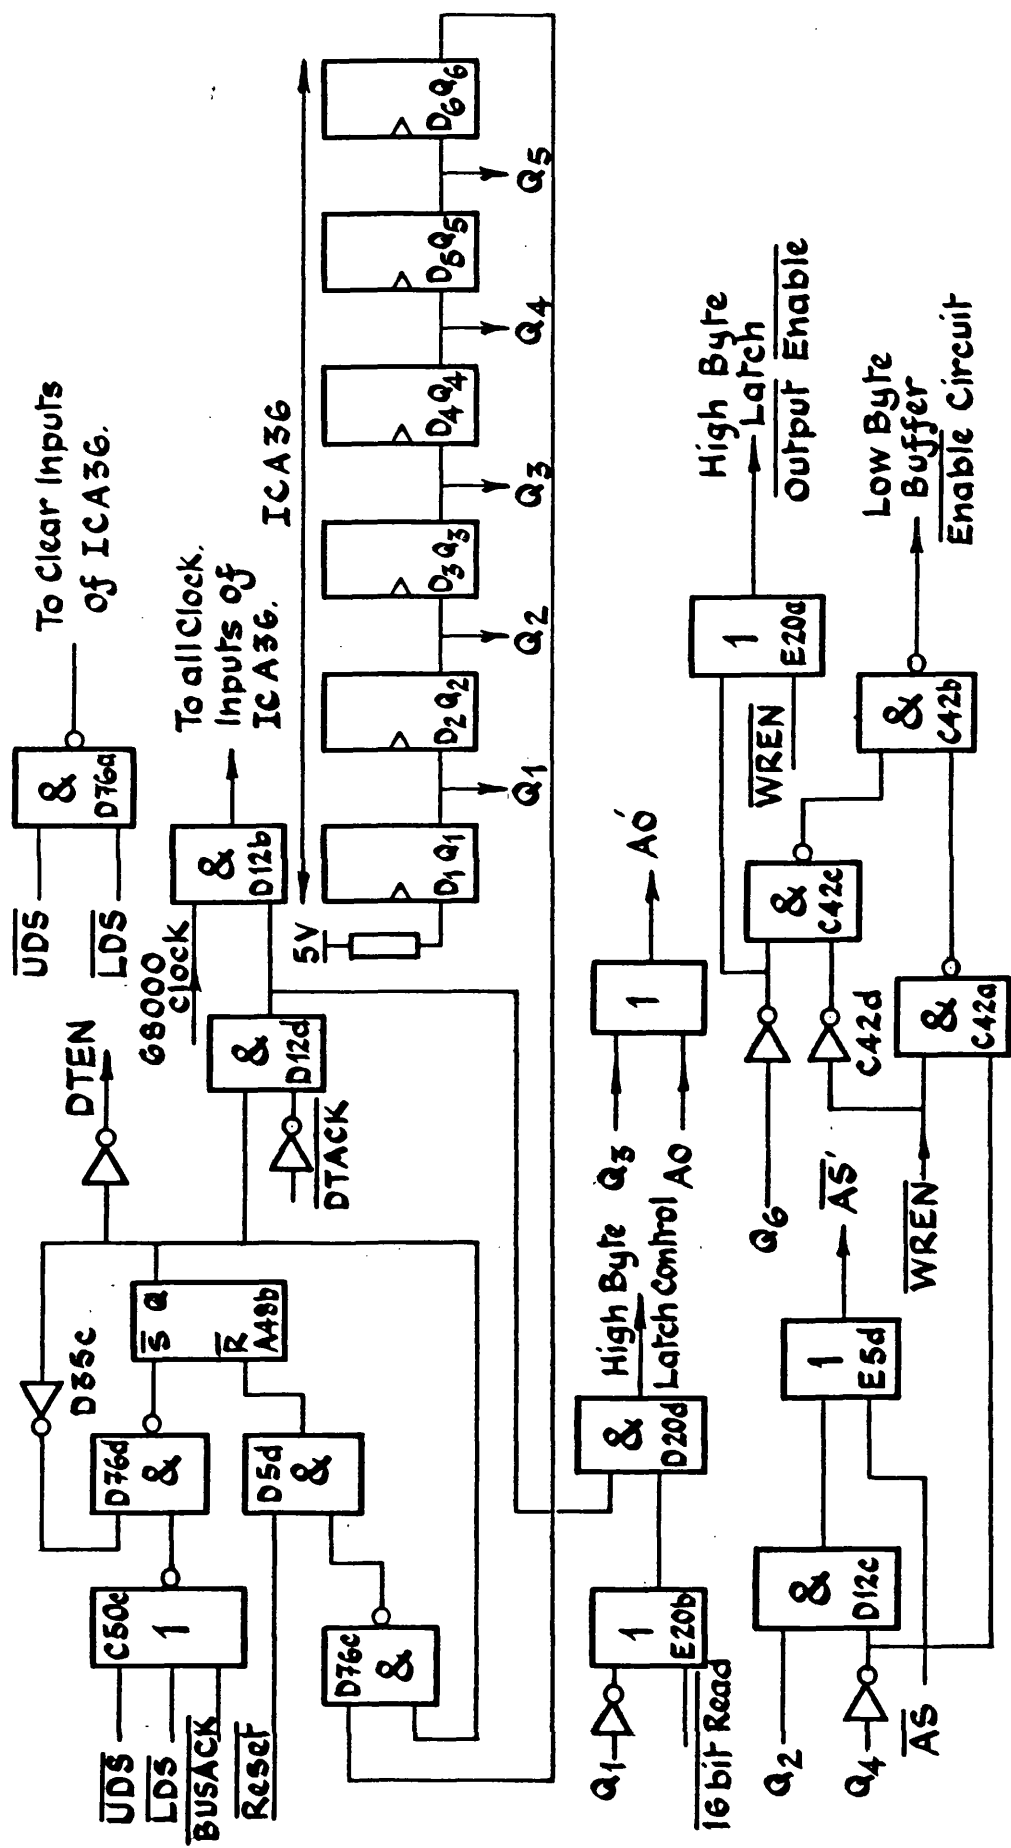 UDS
LDS
BUSACK
Reset
C50c
1
D76d
&
D5d
&
D76c
&
D35c
S Q
R
A48b
DTEN
DTACK
&
D12d
68000
Clock
&
D12b
To all Clock
Inputs of
ICA36.
UDS
LDS
&
D76a
To Clear Inputs
of ICA36.
5V
ICA36
D1 Q1
D2 Q2
D3 Q3
D4 Q4
D5 Q5
D6 Q6
Q1
Q2
Q3
Q4
Q5
Q1
16 bit Read
1
E20b
&
D20d
High Byte
Latch Control
Q3
A0
1
A0'
Q2
Q4
AS
&
D12c
1
E5d
AS'
Q6
WREN
C42d
&
C42a
&
C42c
&
C42b
Low Byte
Buffer
Enable Circuit
WREN
1
E20a
High Byte
Latch
Output Enable